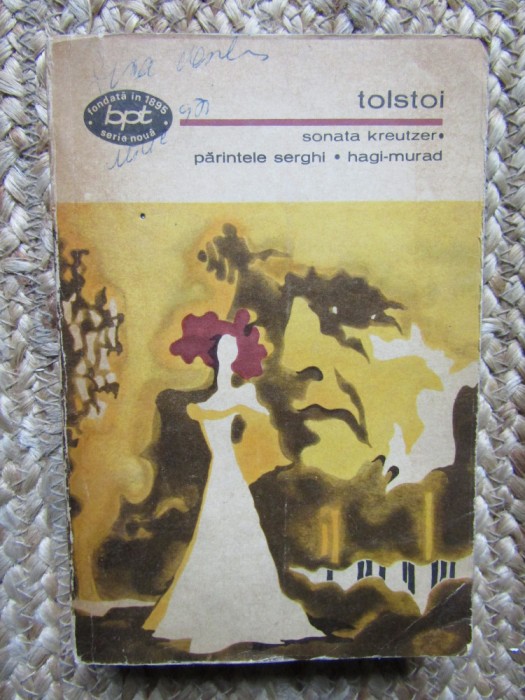 fondată în 1895
bpt
serie nouă
tolstoi
sonata kreutzer •
părintele serghi • hagi-murad